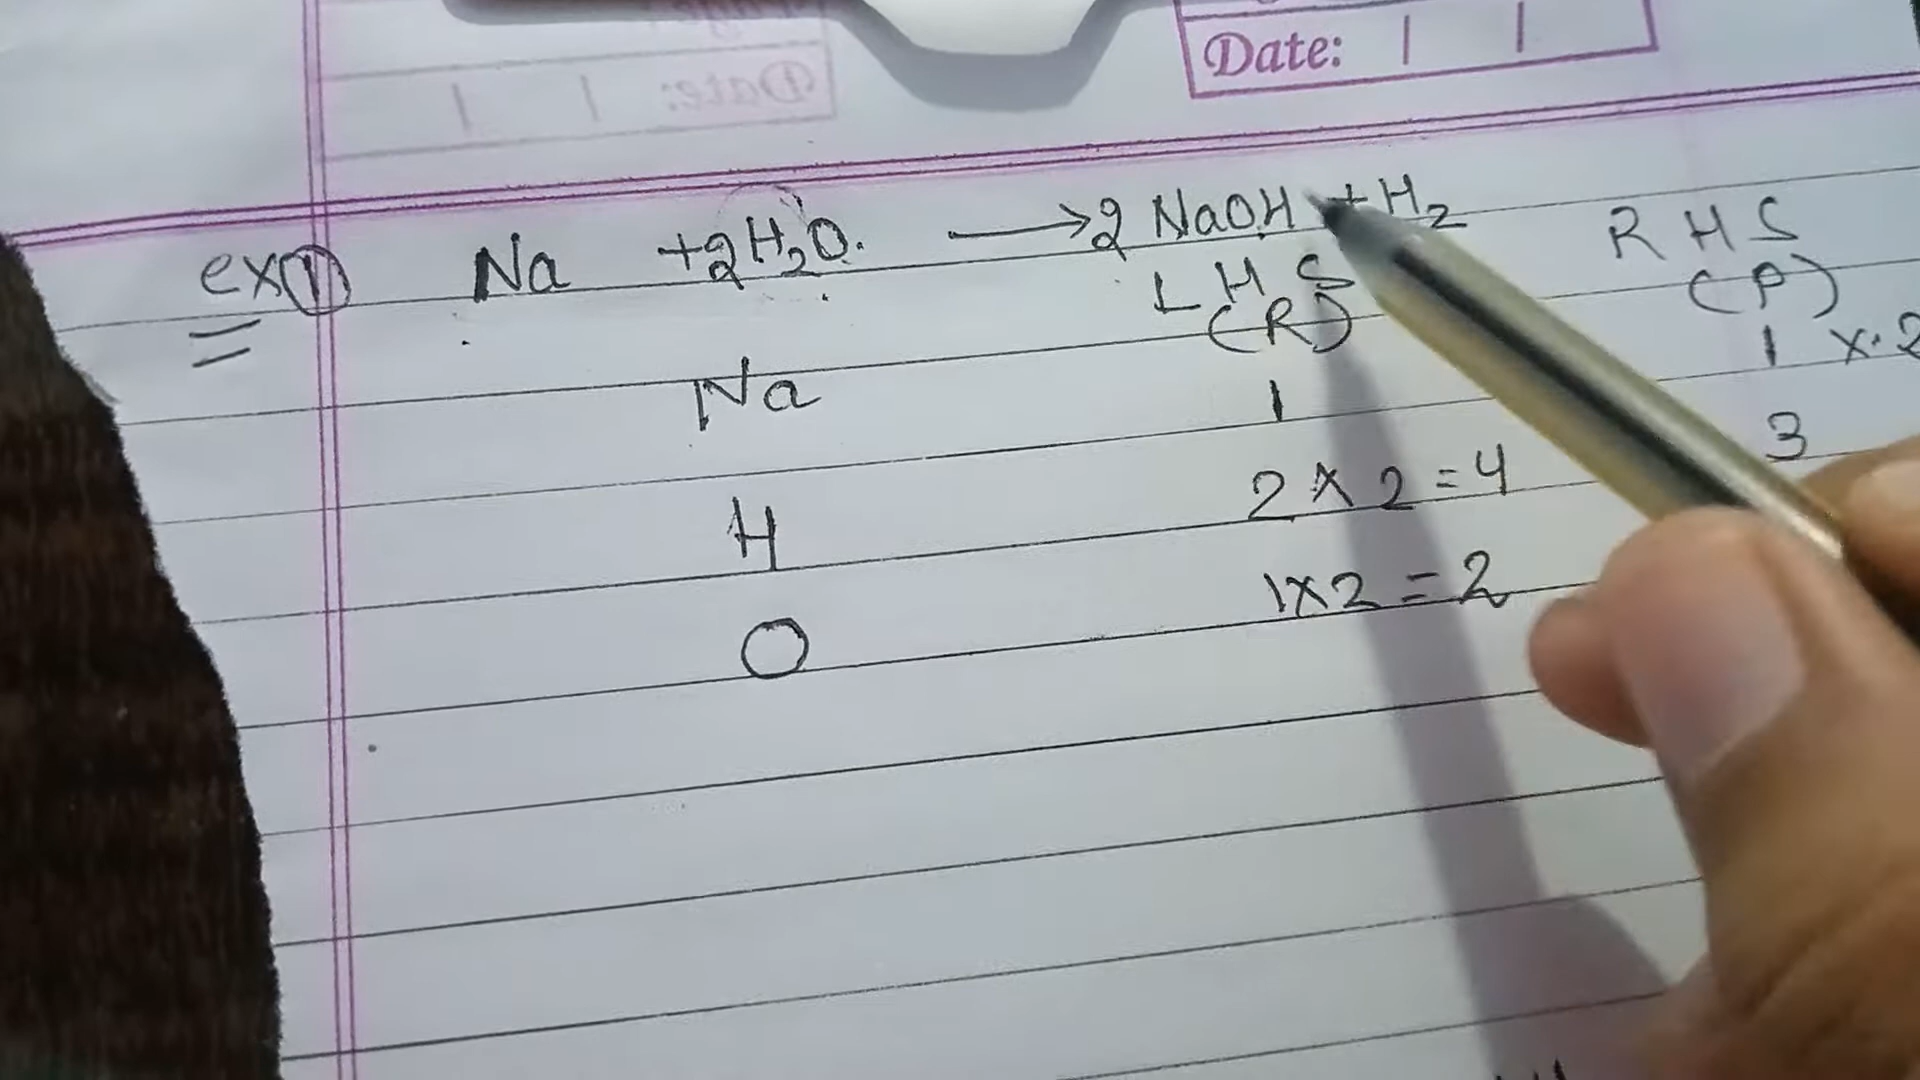 Date:
ex① Na +2H₂O. → 2 NaOH + H₂
LHS RHS
(R) (P)
Na 1 1 x·2
H 2 x 2 = 4 3
O 1x2 = 2